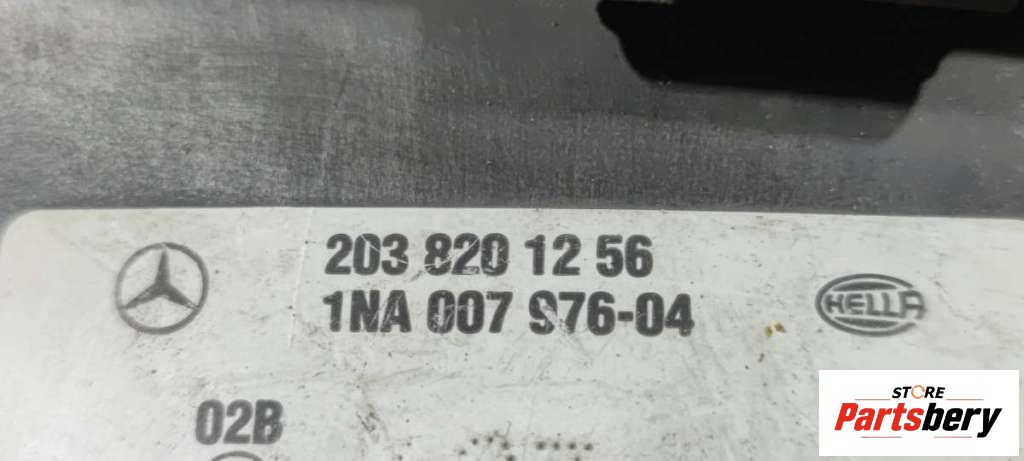 203 820 12 56
1NA 007 976-04
HELLA
02B
STORE
Partsbery